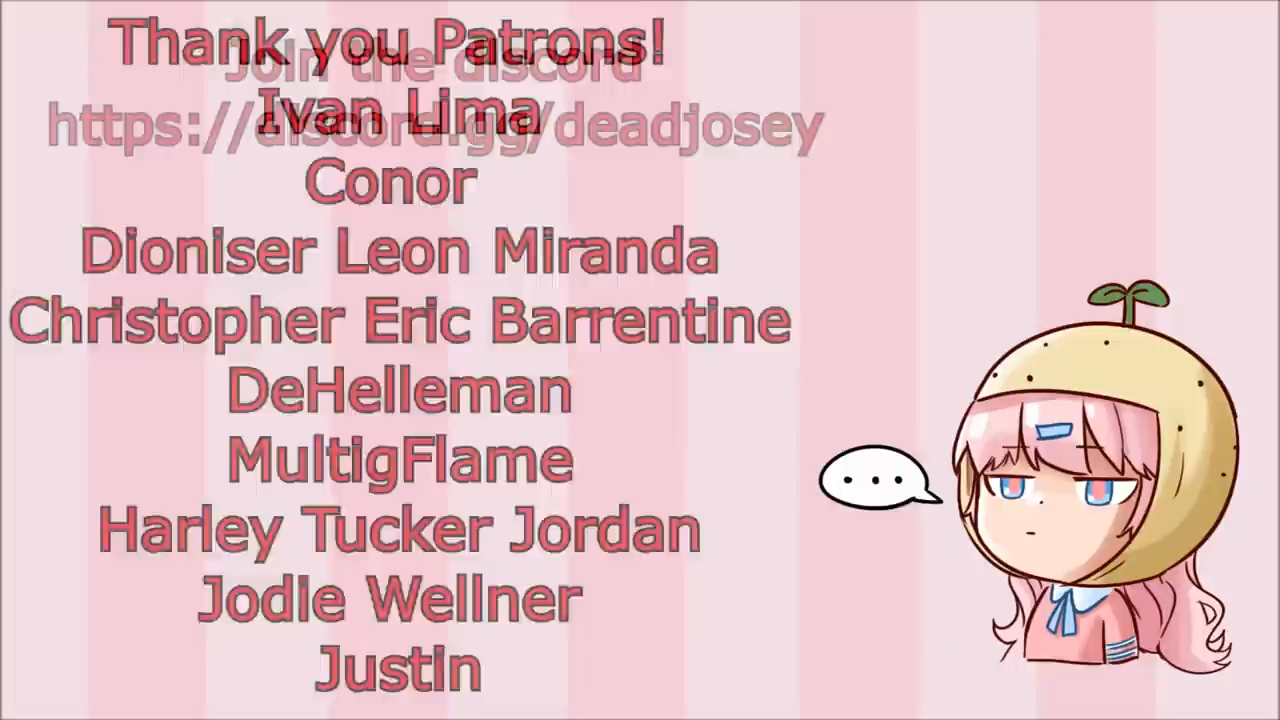 Thank you Patrons!
Join the discord
Ivan Lima
https://discord.gg/deadjosey
Conor
Dioniser Leon Miranda
Christopher Eric Barrentine
DeHelleman
MultigFlame
Harley Tucker Jordan
Jodie Wellner
Justin
...